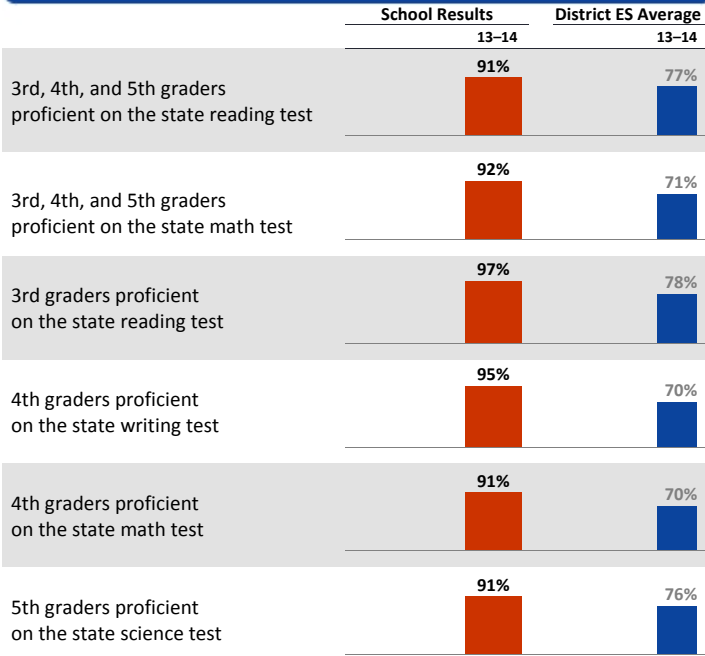 School Results District ES Average
13–14 13–14
3rd, 4th, and 5th graders
proficient on the state reading test
91% 77%
3rd, 4th, and 5th graders
proficient on the state math test
92% 71%
3rd graders proficient
on the state reading test
97% 78%
4th graders proficient
on the state writing test
95% 70%
4th graders proficient
on the state math test
91% 70%
5th graders proficient
on the state science test
91% 76%